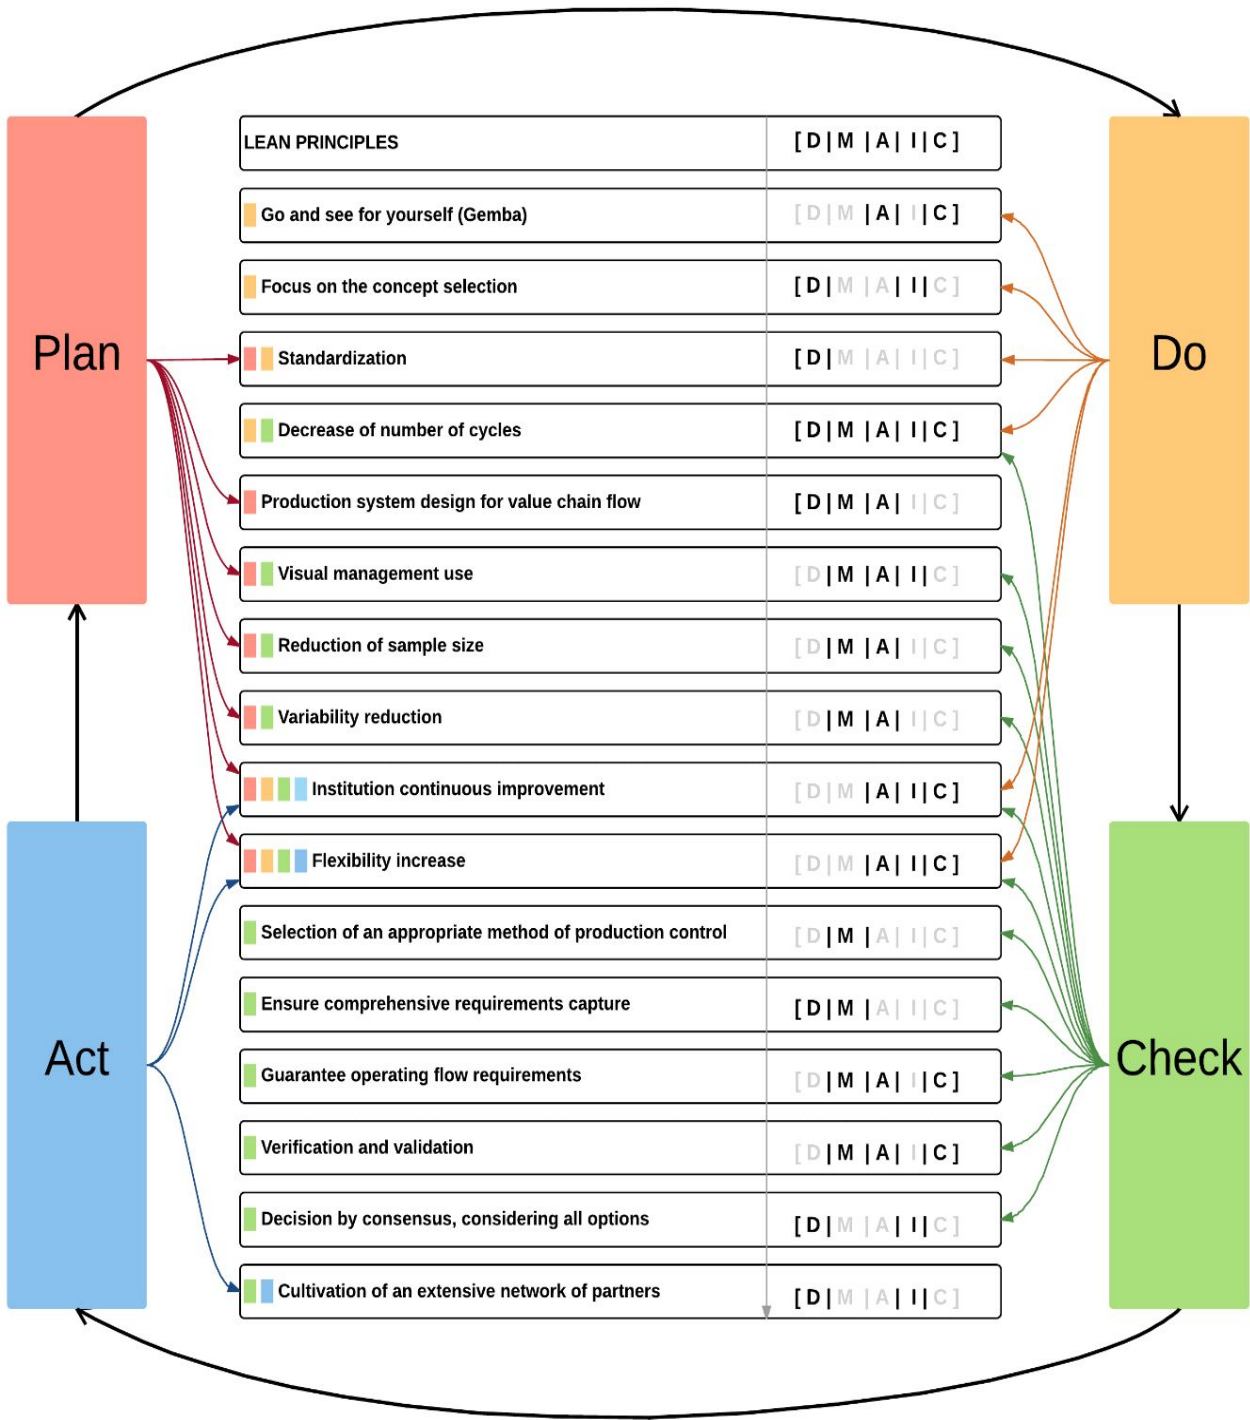 LEAN PRINCIPLES [ D | M | A | I | C ]
Go and see for yourself (Gemba) [ D | M | A | I | C ]
Focus on the concept selection [ D | M | A | I | C ]
Plan
Do
Standardization [ D | M | A | I | C ]
Decrease of number of cycles [ D | M | A | I | C ]
Production system design for value chain flow [ D | M | A | I | C ]
Visual management use [ D | M | A | I | C ]
Reduction of sample size [ D | M | A | I | C ]
Variability reduction [ D | M | A | I | C ]
Institution continuous improvement [ D | M | A | I | C ]
Flexibility increase [ D | M | A | I | C ]
Selection of an appropriate method of production control [ D | M | A | I | C ]
Ensure comprehensive requirements capture [ D | M | A | I | C ]
Act
Check
Guarantee operating flow requirements [ D | M | A | I | C ]
Verification and validation [ D | M | A | I | C ]
Decision by consensus, considering all options [ D | M | A | I | C ]
Cultivation of an extensive network of partners [ D | M | A | I | C ]